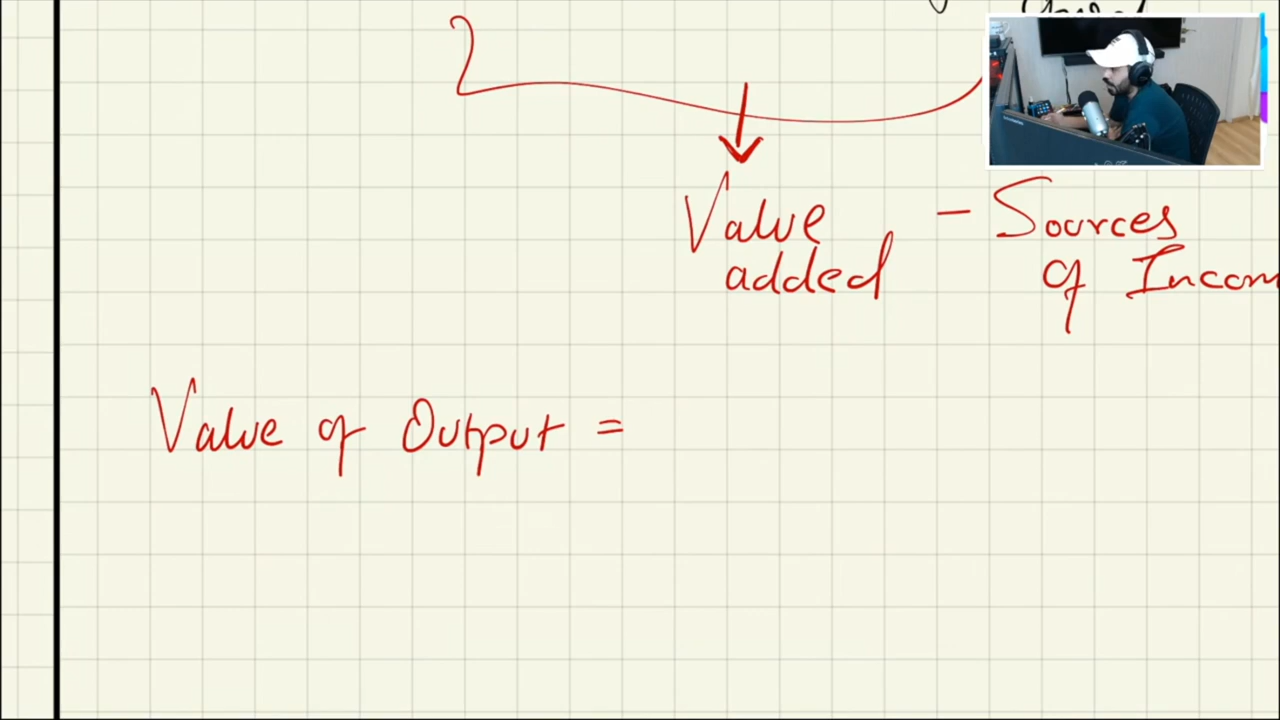 Value - Sources
added of Incom
Value of Output =